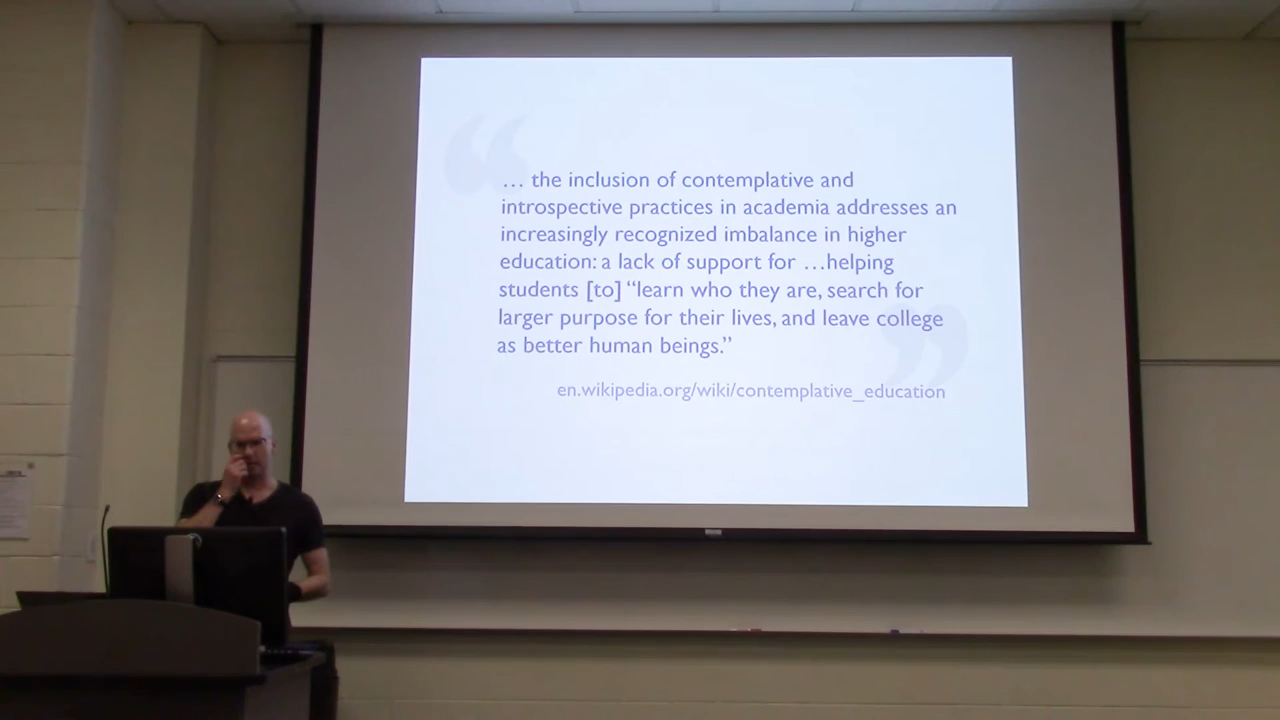 “
… the inclusion of contemplative and
introspective practices in academia addresses an
increasingly recognized imbalance in higher
education: a lack of support for …helping
students [to] “learn who they are, search for
larger purpose for their lives, and leave college
as better human beings.”
”
en.wikipedia.org/wiki/contemplative_education